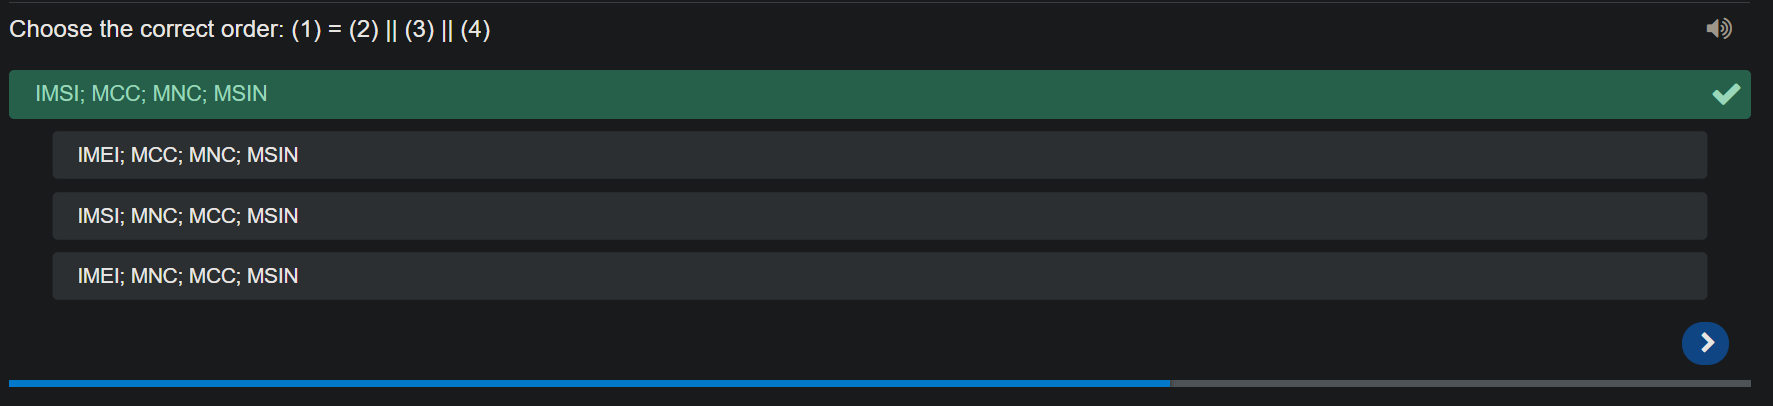 Choose the correct order: (1) = (2) || (3) || (4)
IMSI; MCC; MNC; MSIN
IMEI; MCC; MNC; MSIN
IMSI; MNC; MCC; MSIN
IMEI; MNC; MCC; MSIN